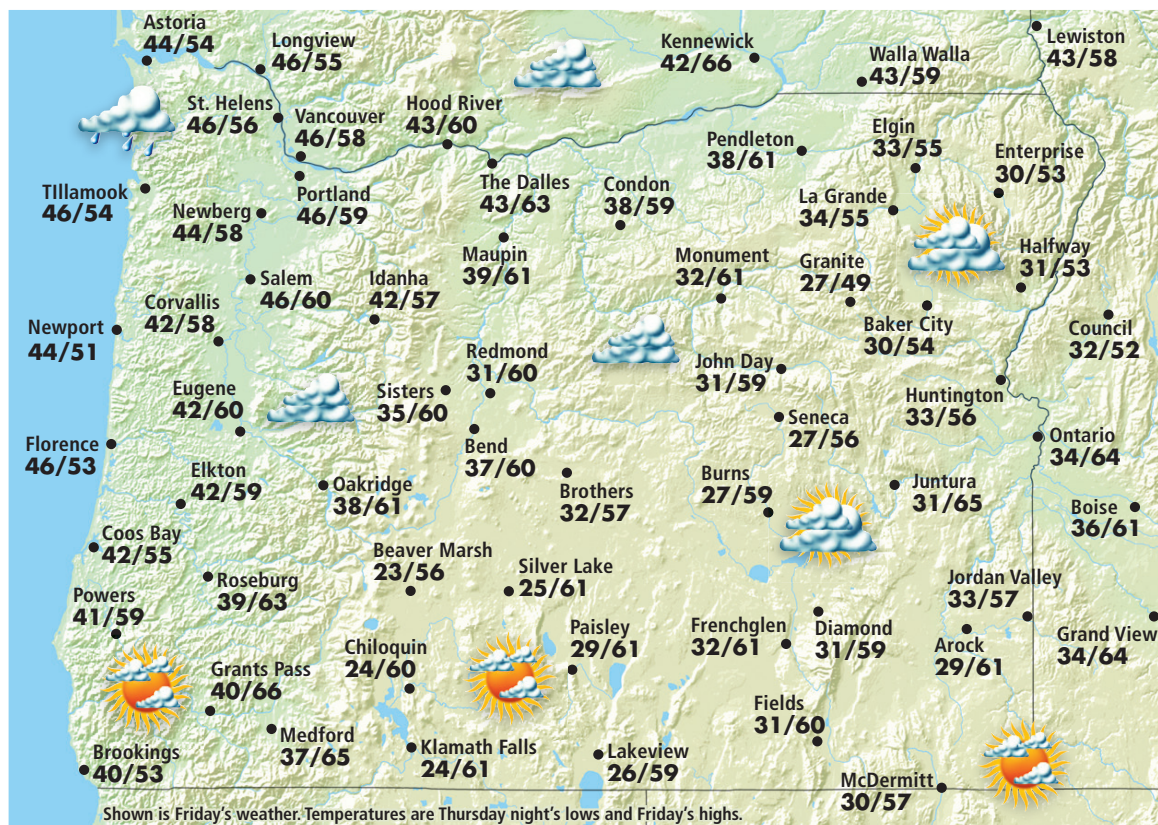 Astoria
44/54
Longview
46/55
Kennewick
42/66
Walla Walla
43/59
Lewiston
43/58
St. Helens
46/56
Vancouver
46/58
Hood River
43/60
Pendleton
38/61
Elgin
33/55
Enterprise
30/53
TIllamook
46/54
Newberg
44/58
Portland
46/59
The Dalles
43/63
Condon
38/59
La Grande
34/55
Maupin
39/61
Monument
32/61
Granite
27/49
Halfway
31/53
Salem
46/60
Idanha
42/57
Corvallis
42/58
Newport
44/51
Baker City
30/54
Council
32/52
Redmond
31/60
John Day
31/59
Eugene
42/60
Sisters
35/60
Huntington
33/56
Seneca
27/56
Florence
46/53
Bend
37/60
Ontario
34/64
Elkton
42/59
Oakridge
38/61
Brothers
32/57
Burns
27/59
Juntura
31/65
Boise
36/61
Coos Bay
42/55
Beaver Marsh
23/56
Silver Lake
25/61
Roseburg
39/63
Powers
41/59
Jordan Valley
33/57
Chiloquin
24/60
Paisley
29/61
Frenchglen
32/61
Diamond
31/59
Arock
29/61
Grand View
34/64
Grants Pass
40/66
Fields
31/60
Medford
37/65
Klamath Falls
24/61
Lakeview
26/59
Brookings
40/53
McDermitt
30/57
Shown is Friday's weather. Temperatures are Thursday night's lows and Friday's highs.